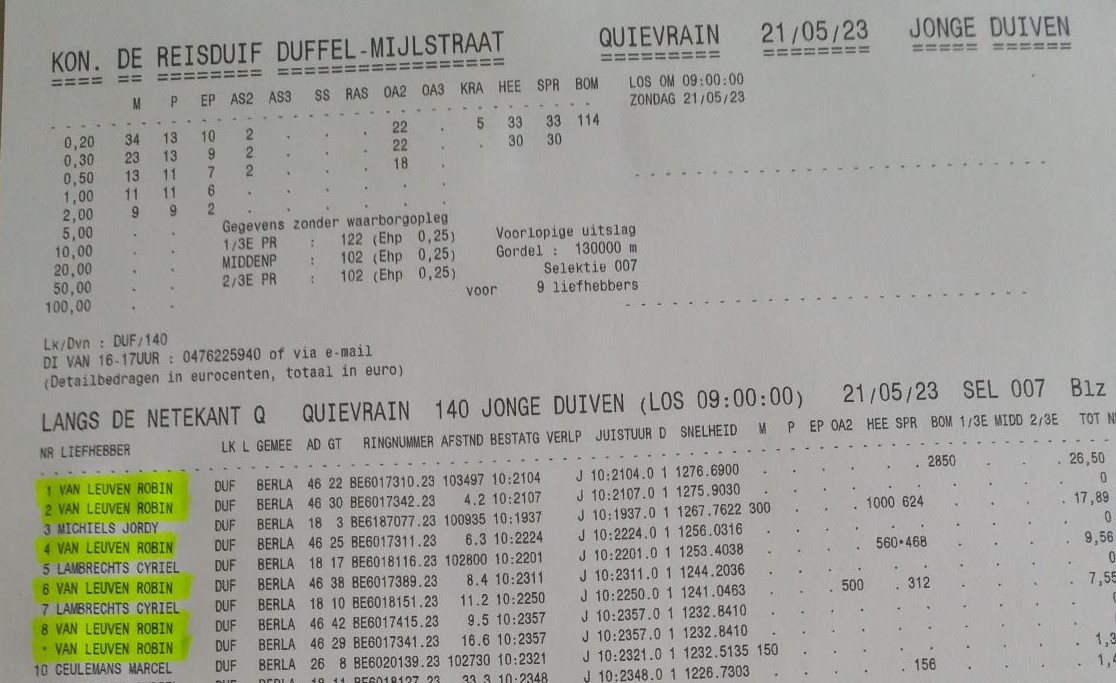 KON. DE REISDUIF DUFFEL-MIJLSTRAAT QUIEVRAIN 21/05/23 JONGE DUIVEN
M P EP AS2 AS3 SS RAS OA2 OA3 KRA HEE SPR BOM LOS OM 09:00:00
ZONDAG 21/05/23
0,20 34 13 10 2 . . . 22 . 5 33 33 114
0,30 23 13 9 2 . . . 22 . . 30 30
0,50 13 11 7 2 . . . 18 .
1,00 11 11 6 . . . . . .
2,00 9 9 2 . . . . . .
5,00 . . Gegevens zonder waarborgopleg Voorlopige uitslag
10,00 . . 1/3E PR : 122 (Ehp 0,25) Gordel : 130000 m
20,00 . . MIDDENP : 102 (Ehp 0,25) Selektie 007
50,00 . . 2/3E PR : 102 (Ehp 0,25) voor 9 liefhebbers
100,00 . .
Lk/Dvn : DUF/140
DI VAN 16-17UUR : 0476225940 of via e-mail
(Detailbedragen in eurocenten, totaal in euro)
LANGS DE NETEKANT Q QUIEVRAIN 140 JONGE DUIVEN (LOS 09:00:00) 21/05/23 SEL 007 Blz
NR LIEFHEBBER LK L GEMEE AD GT RINGNUMMER AFSTND BESTATG VERLP JUISTUUR D SNELHEID M P EP OA2 HEE SPR BOM 1/3E MIDD 2/3E TOT
1 VAN LEUVEN ROBIN DUF BERLA 46 22 BE6017310.23 103497 10:2104 J 10:2104.0 1 1276.6900 . . . . . . 2850 . . . 26,50
2 VAN LEUVEN ROBIN DUF BERLA 46 30 BE6017342.23 4.2 10:2107 J 10:2107.0 1 1275.9030 . . . . . . . . . . 0
3 MICHIELS JORDY DUF BERLA 18 3 BE6187077.23 100935 10:1937 J 10:1937.0 1 1267.7622 300 . . . 1000 624 . . . . 17,89
4 VAN LEUVEN ROBIN DUF BERLA 46 25 BE6017311.23 6.3 10:2224 J 10:2224.0 1 1256.0316 . . . . . . . . . . 0
5 LAMBRECHTS CYRIEL DUF BERLA 18 17 BE6018116.23 102800 10:2201 J 10:2201.0 1 1253.4038 . . . . 560*468 . . . . 9,56
6 VAN LEUVEN ROBIN DUF BERLA 46 38 BE6017389.23 8.4 10:2311 J 10:2311.0 1 1244.2036 . . . . . . . . . .
7 LAMBRECHTS CYRIEL DUF BERLA 18 10 BE6018151.23 11.2 10:2250 J 10:2250.0 1 1241.0463 . . . 500 . 312 . . . . 7,55
8 VAN LEUVEN ROBIN DUF BERLA 46 42 BE6017415.23 9.5 10:2357 J 10:2357.0 1 1232.8410 . . . . . . . . . .
* VAN LEUVEN ROBIN DUF BERLA 46 29 BE6017341.23 16.6 10:2357 J 10:2357.0 1 1232.8410 . . . . . . . . . .
10 CEULEMANS MARCEL DUF BERLA 26 8 BE6020139.23 102730 10:2321 J 10:2321.0 1 1232.5135 150 . . . . . . . . .
33.3 10:2348 J 10:2348.0 1 1226.7303 . . . . . 156 . . . .